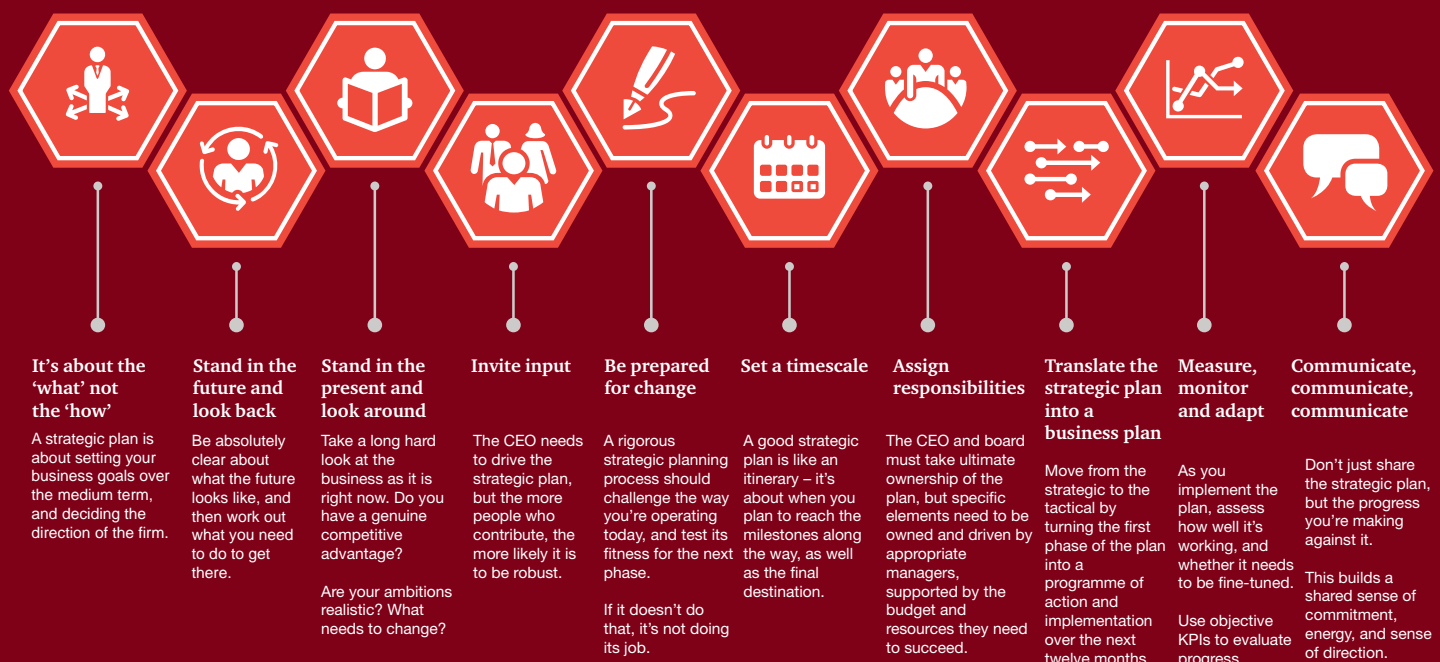 It’s about the
‘what’ not
the ‘how’
A strategic plan is
about setting your
business goals over
the medium term,
and deciding the
direction of the firm.
Stand in the
future and
look back
Be absolutely
clear about
what the future
looks like, and
then work out
what you need
to do to get
there.
Stand in the
present and
look around
Take a long hard
look at the
business as it is
right now. Do you
have a genuine
competitive
advantage?
Are your ambitions
realistic? What
needs to change?
Invite input
The CEO needs
to drive the
strategic plan,
but the more
people who
contribute, the
more likely it is
to be robust.
Be prepared
for change
A rigorous
strategic planning
process should
challenge the way
you’re operating
today, and test its
fitness for the next
phase.
If it doesn’t do
that, it’s not doing
its job.
Set a timescale
A good strategic
plan is like an
itinerary – it’s
about when you
plan to reach the
milestones along
the way, as well
as the final
destination.
Assign
responsibilities
The CEO and board
must take ultimate
ownership of the
plan, but specific
elements need to be
owned and driven by
appropriate
managers,
supported by the
budget and
resources they need
to succeed.
Translate the
strategic plan
into a
business plan
Move from the
strategic to the
tactical by
turning the first
phase of the plan
into a
programme of
action and
implementation
over the next
twelve months
Measure,
monitor
and adapt
As you
implement the
plan, assess
how well it’s
working, and
whether it needs
to be fine-tuned.
Use objective
KPIs to evaluate
progress
Communicate,
communicate,
communicate
Don’t just share
the strategic plan,
but the progress
you’re making
against it.
This builds a
shared sense of
commitment,
energy, and sense
of direction.